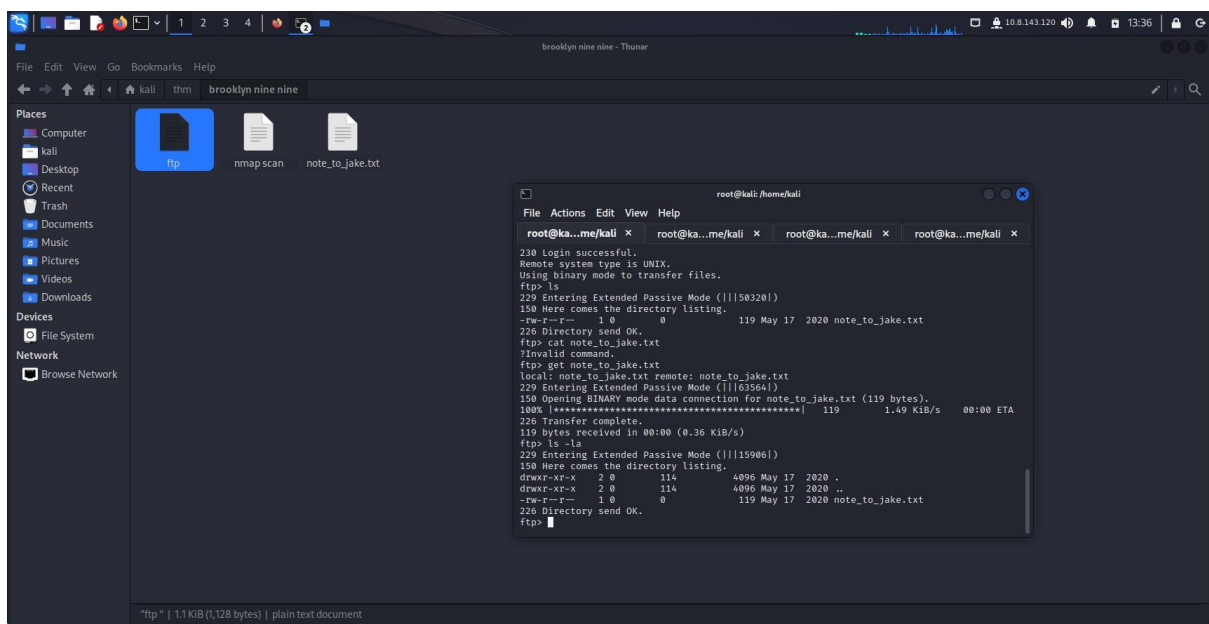 1 2 3 4 2 10.8.143.120 13:36
brooklyn nine nine - Thunar
File Edit View Go Bookmarks Help
kali thm brooklyn nine nine
Places
Computer
kali
Desktop
Recent
Trash
Documents
Music
Pictures
Videos
Downloads
Devices
File System
Network
Browse Network
ftp nmap scan note_to_jake.txt
root@kali: /home/kali
File Actions Edit View Help
root@ka...me/kali × root@ka...me/kali × root@ka...me/kali × root@ka...me/kali ×
230 Login successful.
Remote system type is UNIX.
Using binary mode to transfer files.
ftp> ls
229 Entering Extended Passive Mode (|||50320|)
150 Here comes the directory listing.
-rw-r--r-- 1 0 0 119 May 17 2020 note_to_jake.txt
226 Directory send OK.
ftp> cat note_to_jake.txt
?Invalid command.
ftp> get note_to_jake.txt
local: note_to_jake.txt remote: note_to_jake.txt
229 Entering Extended Passive Mode (|||63564|)
150 Opening BINARY mode data connection for note_to_jake.txt (119 bytes).
100% |*******************************************| 119 1.49 KiB/s 00:00 ETA
226 Transfer complete.
119 bytes received in 00:00 (0.36 KiB/s)
ftp> ls -la
229 Entering Extended Passive Mode (|||15906|)
150 Here comes the directory listing.
drwxr-xr-x 2 0 114 4096 May 17 2020 .
drwxr-xr-x 2 0 114 4096 May 17 2020 ..
-rw-r--r-- 1 0 0 119 May 17 2020 note_to_jake.txt
226 Directory send OK.
ftp>
"ftp " | 1.1 KiB (1,128 bytes) | plain text document